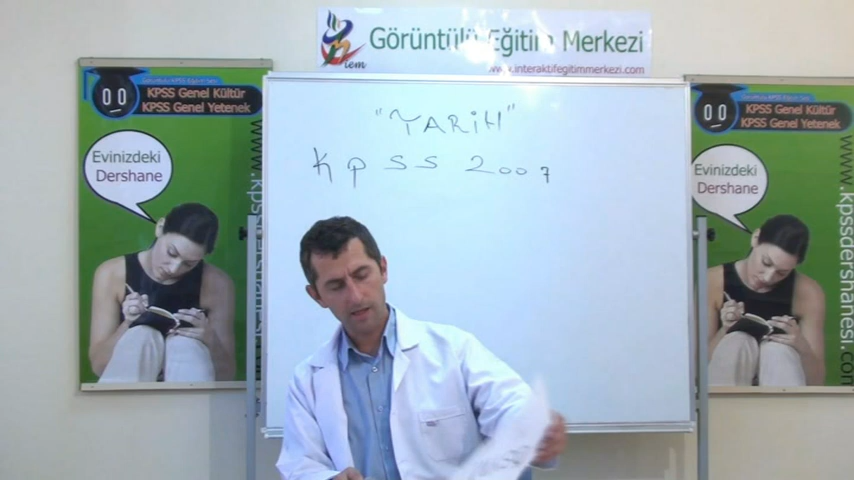 Görüntülü Eğitim Merkezi
iem
www.interaktifegitimmerkezi.com
KPSS Genel Kültür
KPSS Genel Yetenek
Evinizdeki
Dershane
"TARİH"
KPSS 2007
KPSS Genel Kültür
KPSS Genel Yetenek
Evinizdeki
Dershane
www.kpssdershanesi.com